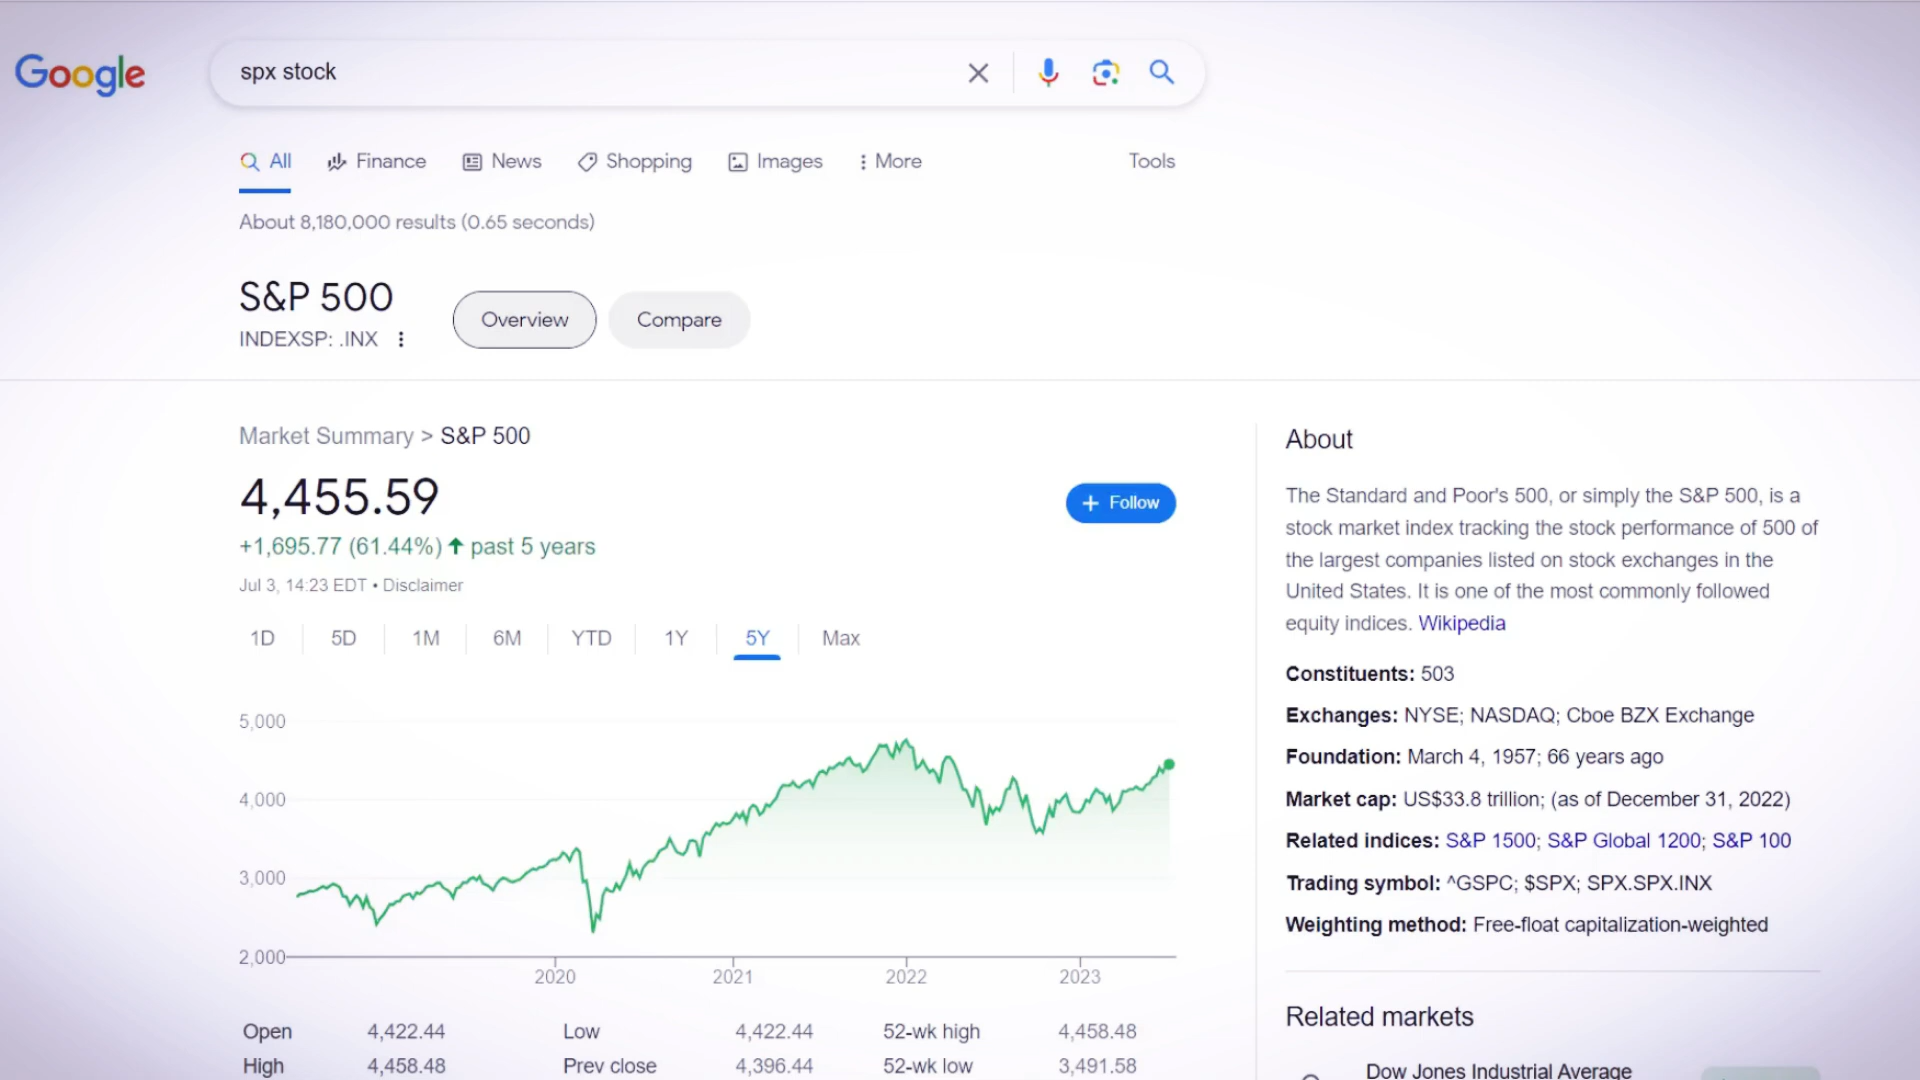 Google
spx stock
All Finance News Shopping Images More Tools
About 8,180,000 results (0.65 seconds)
S&P 500
INDEXSP: .INX
Overview Compare
Market Summary > S&P 500
4,455.59
+ Follow
+1,695.77 (61.44%) ↑ past 5 years
Jul 3, 14:23 EDT • Disclaimer
1D 5D 1M 6M YTD 1Y 5Y Max
5,000
4,000
3,000
2,000
2020 2021 2022 2023
Open 4,422.44 Low 4,422.44 52-wk high 4,458.48
High 4,458.48 Prev close 4,396.44 52-wk low 3,491.58
About
The Standard and Poor's 500, or simply the S&P 500, is a
stock market index tracking the stock performance of 500 of
the largest companies listed on stock exchanges in the
United States. It is one of the most commonly followed
equity indices. Wikipedia
Constituents: 503
Exchanges: NYSE; NASDAQ; Cboe BZX Exchange
Foundation: March 4, 1957; 66 years ago
Market cap: US$33.8 trillion; (as of December 31, 2022)
Related indices: S&P 1500; S&P Global 1200; S&P 100
Trading symbol: ^GSPC; $SPX; SPX.SPX.INX
Weighting method: Free-float capitalization-weighted
Related markets
Dow Jones Industrial Average